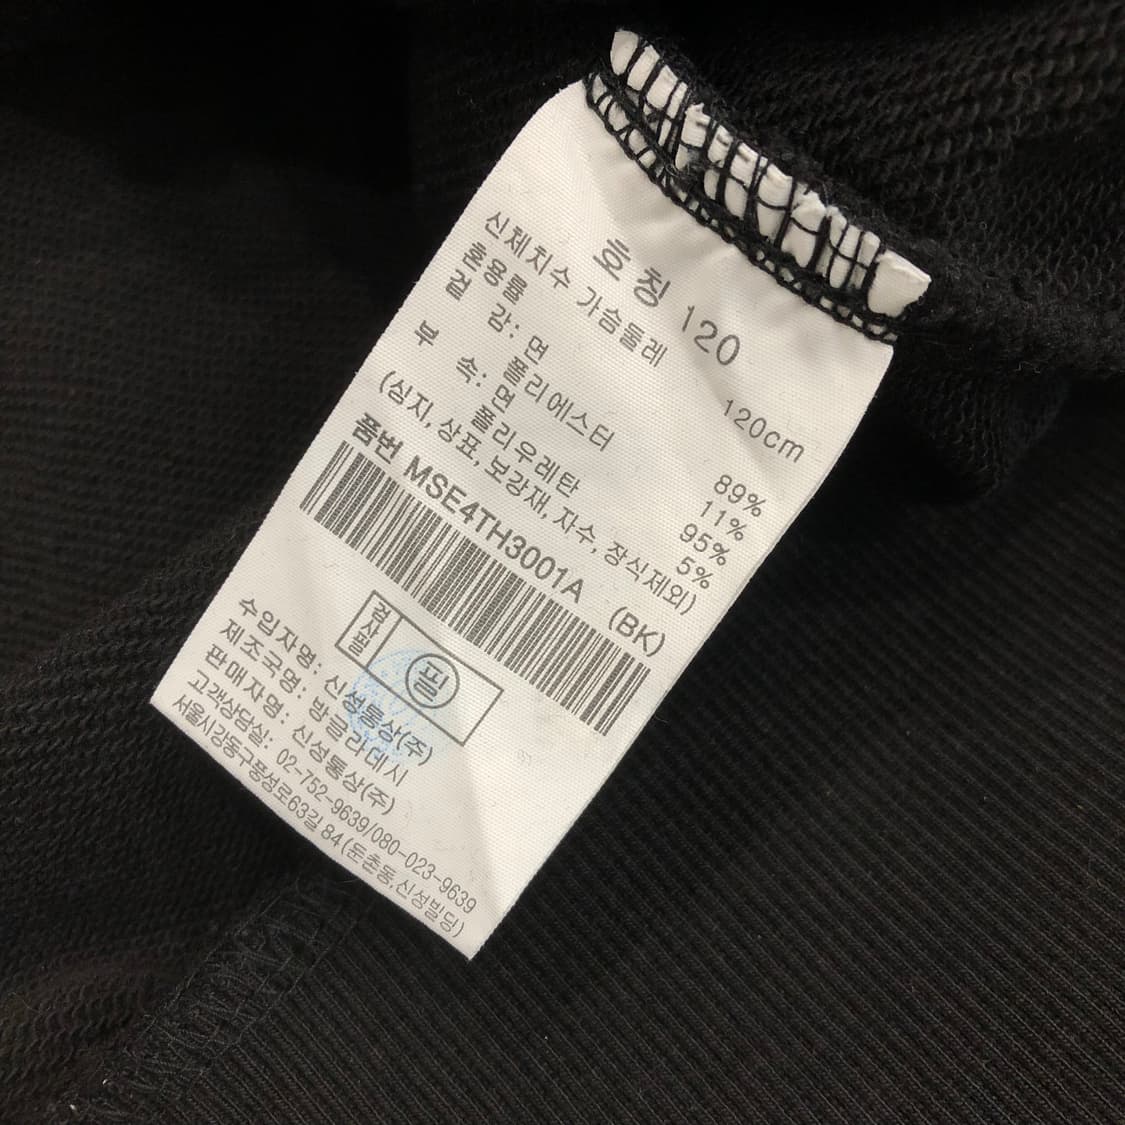 호칭 120
신체치수 가슴둘레 120cm
혼용률
겉 감: 면 89%
폴리에스터 11%
부 속: 면 95%
폴리우레탄 5%
(심지, 상표, 보강재, 자수, 장식제외)
품번 MSE4TH3001A (BK)
검사필 필
수입자명: 신성통상(주)
제조국명: 방글라데시
판매자명: 신성통상(주)
고객상담실: 02-752-9639/080-023-9639
서울시강동구풍성로63길 84(둔촌동,신성빌딩)